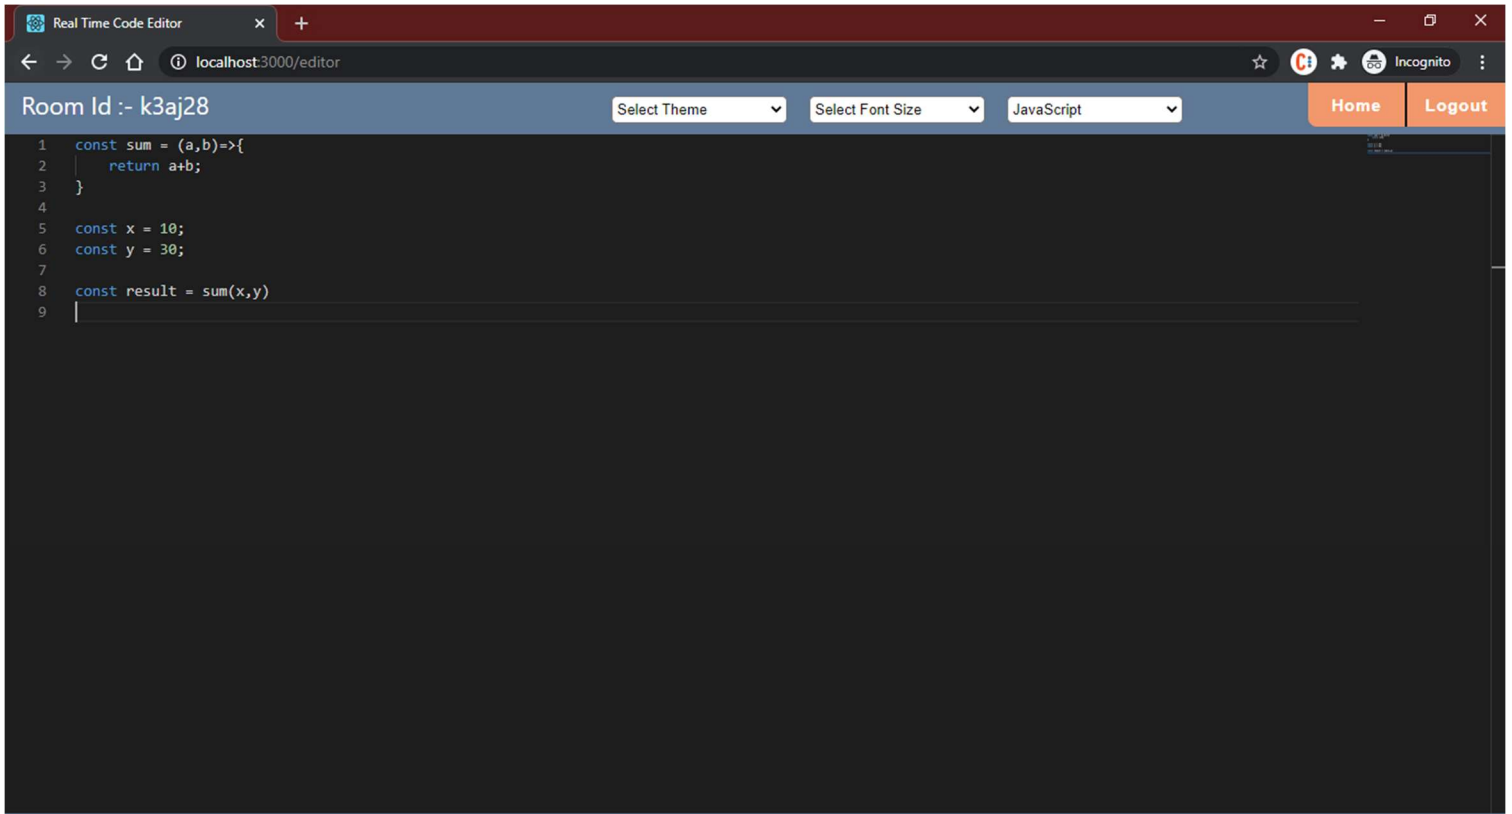 Real Time Code Editor
localhost:3000/editor
Incognito
Room Id :- k3aj28
Select Theme
Select Font Size
JavaScript
Home
Logout
1 const sum = (a,b)=>{
2 return a+b;
3 }
4
5 const x = 10;
6 const y = 30;
7
8 const result = sum(x,y)
9